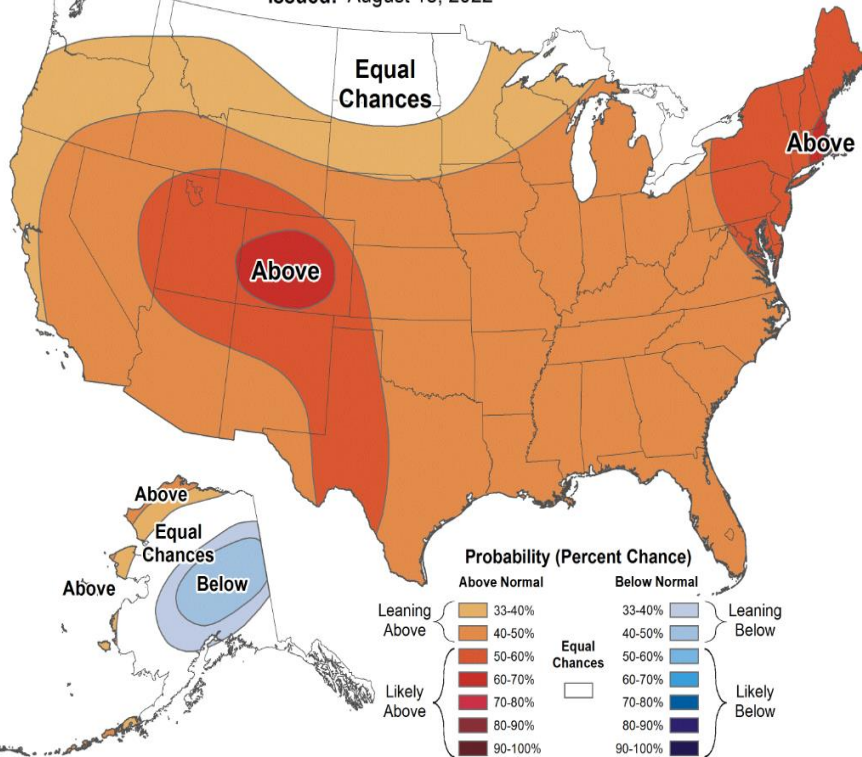 Equal
Chances
Above
Above
Above
Equal
Chances
Below
Above
Probability (Percent Chance)
Above Normal
Below Normal
Leaning
Above
33-40%
40-50%
Likely
Above
50-60%
60-70%
70-80%
80-90%
90-100%
Equal
Chances
33-40%
40-50%
Leaning
Below
50-60%
60-70%
70-80%
80-90%
90-100%
Likely
Below